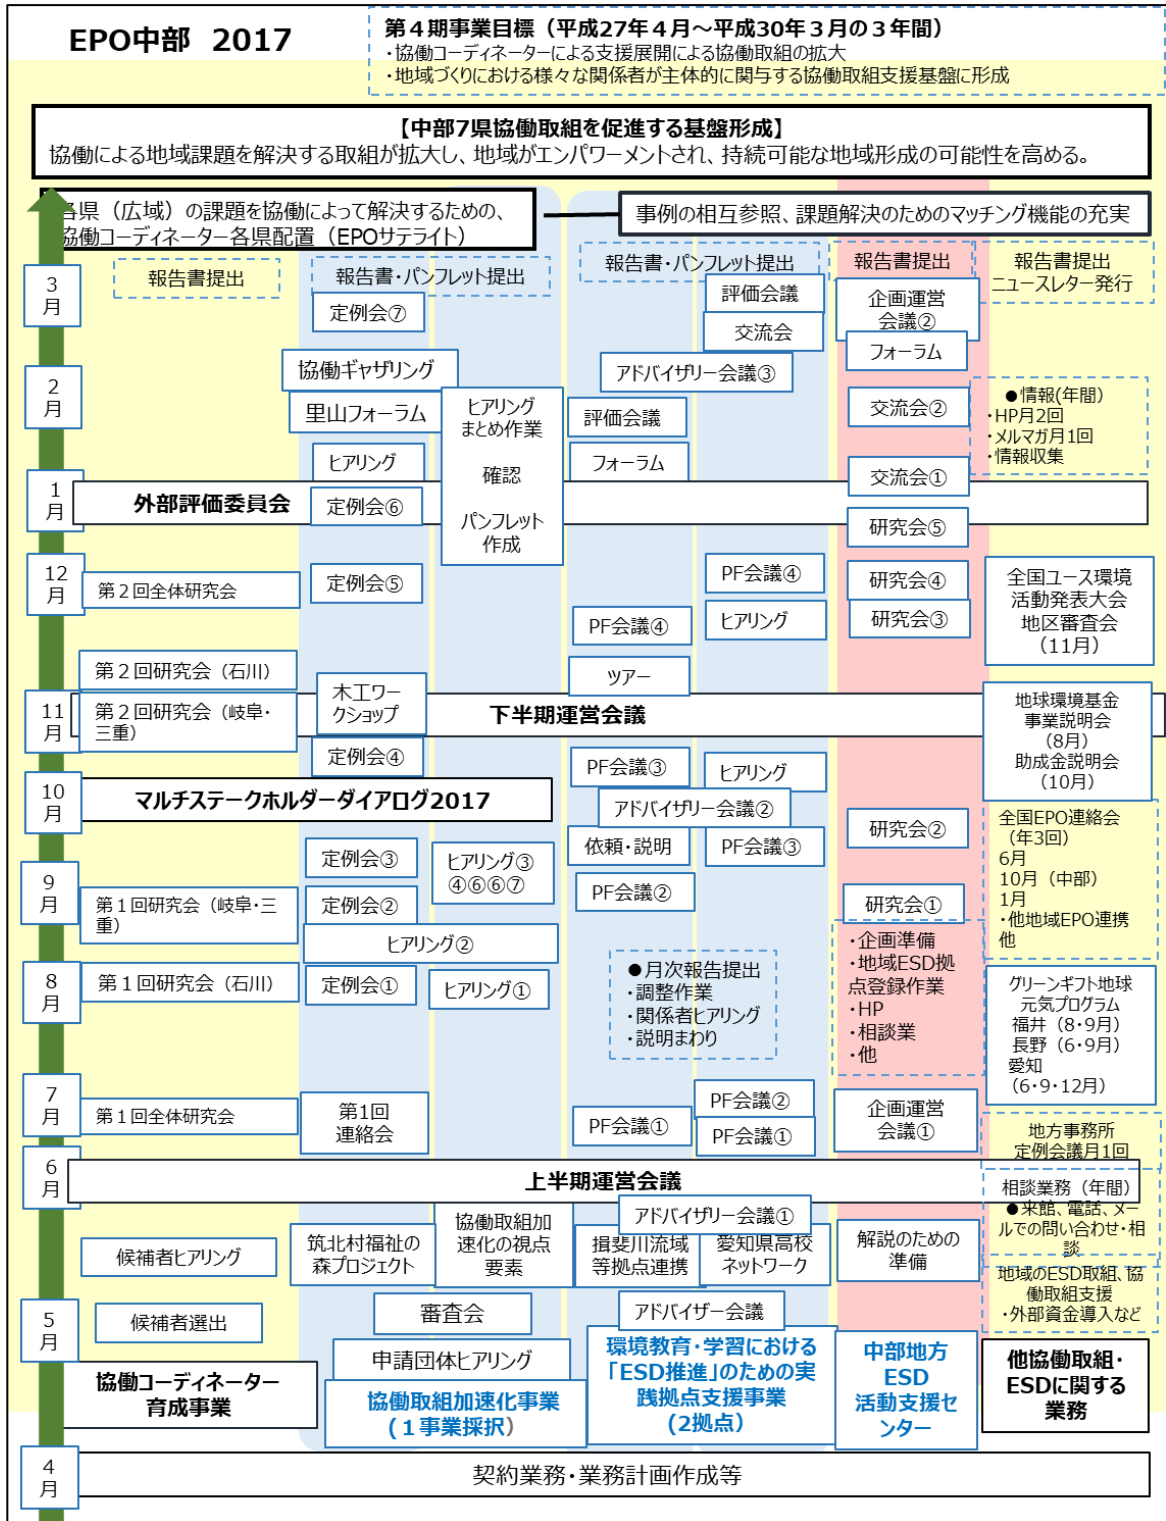 EPO中部 2017
第４期事業目標（平成27年４月～平成30年３月の３年間）
・協働コーディネーターによる支援展開による協働取組の拡大
・地域づくりにおける様々な関係者が主体的に関与する協働取組支援基盤に形成
【中部7県協働取組を促進する基盤形成】
協働による地域課題を解決する取組が拡大し、地域がエンパワーメントされ、持続可能な地域形成の可能性を高める。
県（広域）の課題を協働によって解決するための、
協働コーディネーター各県配置（EPOサテライト）
事例の相互参照、課題解決のためのマッチング機能の充実
3
月
報告書提出
報告書・パンフレット提出
報告書・パンフレット提出
報告書提出
報告書提出
ニュースレター発行
定例会⑦
評価会議
交流会
企画運営
会議②
フォーラム
2
月
協働ギャザリング
里山フォーラム
ヒアリング
ヒアリング
まとめ作業
確認
パンフレット
作成
アドバイザリー会議③
評価会議
フォーラム
交流会②
交流会①
●情報(年間)
・HP月2回
・メルマガ月1回
・情報収集
1
月
外部評価委員会
定例会⑥
研究会⑤
12
月
第２回全体研究会
定例会⑤
PF会議④
ヒアリング
PF会議④
研究会④
研究会③
全国ユース環境
活動発表大会
地区審査会
（11月）
第２回研究会（石川）
ツアー
11
月
第２回研究会（岐阜・
三重）
木工ワー
クショップ
下半期運営会議
定例会④
地球環境基金
事業説明会
（8月）
助成金説明会
（10月）
10
月
マルチステークホルダーダイアログ2017
PF会議③
ヒアリング
アドバイザリー会議②
依頼・説明
PF会議③
研究会②
全国EPO連絡会
（年3回）
6月
10月（中部）
1月
・他地域EPO連携
他
9
月
定例会③
ヒアリング③
④⑥⑥⑦
PF会議②
第１回研究会（岐阜・三
重）
定例会②
研究会①
ヒアリング②
8
月
第１回研究会（石川）
定例会①
ヒアリング①
●月次報告提出
・調整作業
・関係者ヒアリング
・説明まわり
・企画準備
・地域ESD拠
点登録作業
・HP
・相談業
・他
グリーンギフト地球
元気プログラム
福井（8・9月）
長野（6・9月）
愛知
（6・9・12月）
7
月
第１回全体研究会
第1回
連絡会
PF会議①
PF会議②
PF会議①
企画運営
会議①
地方事務所
定例会議月1回
6
月
上半期運営会議
アドバイザリー会議①
相談業務（年間）
●来館、電話、メー
ルでの問い合わせ・相
談
候補者ヒアリング
筑北村福祉の
森プロジェクト
協働取組加
速化の視点
要素
揖斐川流域
等拠点連携
愛知県高校
ネットワーク
解説のための
準備
地域のESD取組、協
働取組支援
・外部資金導入など
5
月
候補者選出
審査会
アドバイザー会議
申請団体ヒアリング
協働コーディネーター
育成事業
協働取組加速化事業
(１事業採択)
環境教育・学習における
「ESD推進」のための実
践拠点支援事業
(2拠点)
中部地方
ESD
活動支援セ
ンター
他協働取組・
ESDに関する
業務
4
月
契約業務・業務計画作成等